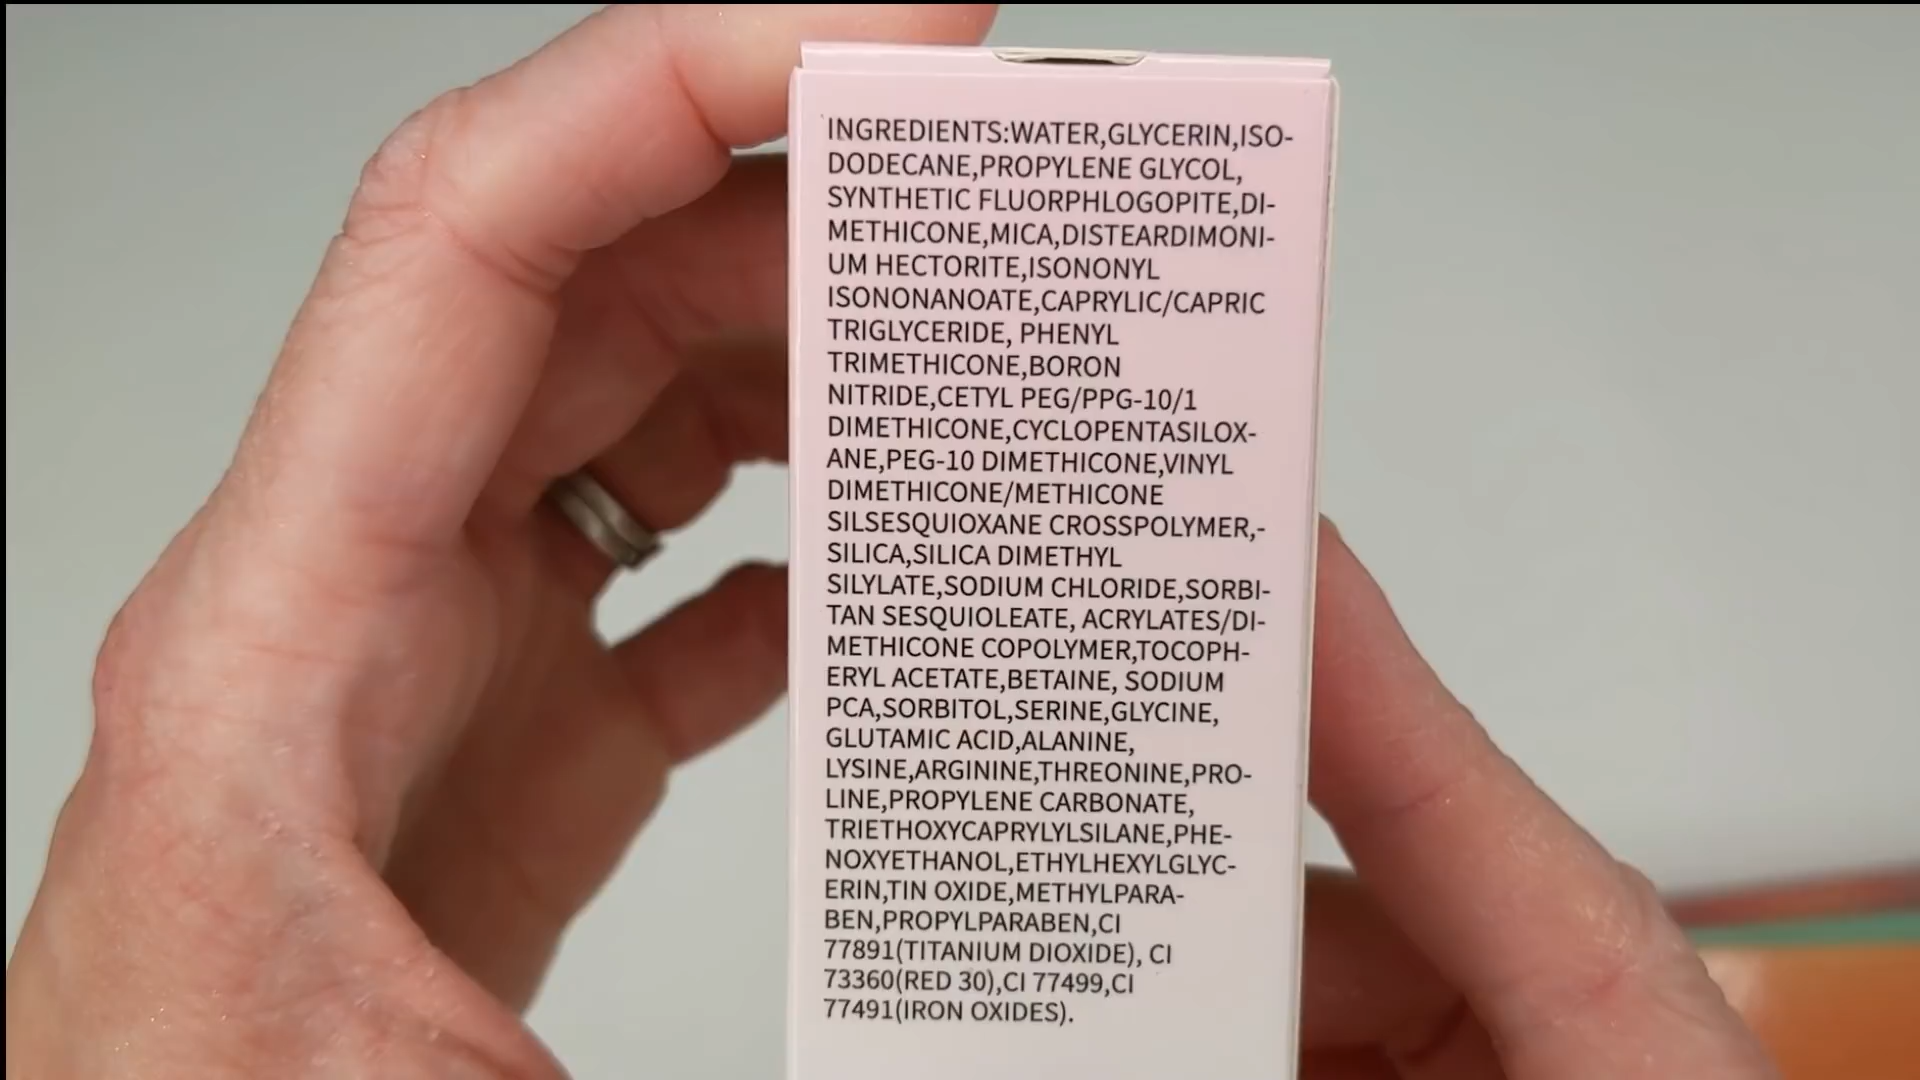 INGREDIENTS:WATER,GLYCERIN,ISO-
DODECANE,PROPYLENE GLYCOL,
SYNTHETIC FLUORPHLOGOPITE,DI-
METHICONE,MICA,DISTEARDIMONI-
UM HECTORITE,ISONONYL
ISONONANOATE,CAPRYLIC/CAPRIC
TRIGLYCERIDE, PHENYL
TRIMETHICONE,BORON
NITRIDE,CETYL PEG/PPG-10/1
DIMETHICONE,CYCLOPENTASILOX-
ANE,PEG-10 DIMETHICONE,VINYL
DIMETHICONE/METHICONE
SILSESQUIOXANE CROSSPOLYMER,-
SILICA,SILICA DIMETHYL
SILYLATE,SODIUM CHLORIDE,SORBI-
TAN SESQUIOLEATE, ACRYLATES/DI-
METHICONE COPOLYMER,TOCOPH-
ERYL ACETATE,BETAINE, SODIUM
PCA,SORBITOL,SERINE,GLYCINE,
GLUTAMIC ACID,ALANINE,
LYSINE,ARGININE,THREONINE,PRO-
LINE,PROPYLENE CARBONATE,
TRIETHOXYCAPRYLYLSILANE,PHE-
NOXYETHANOL,ETHYLHEXYLGLYC-
ERIN,TIN OXIDE,METHYLPARA-
BEN,PROPYLPARABEN,CI
77891(TITANIUM DIOXIDE), CI
73360(RED 30),CI 77499,CI
77491(IRON OXIDES).